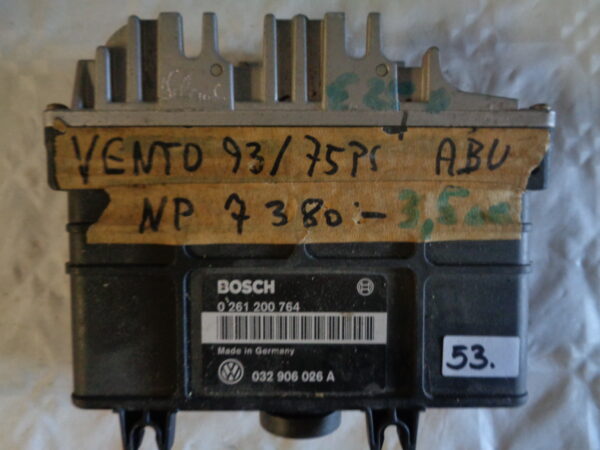 VENTO 93/75PS ABU
NP 7380:- 3,5
BOSCH
0 261 200 764
Made in Germany
032 906 026 A
53.